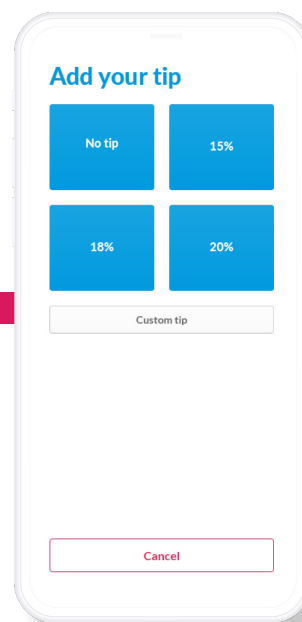 Add your tip
No tip
15%
18%
20%
Custom tip
Cancel